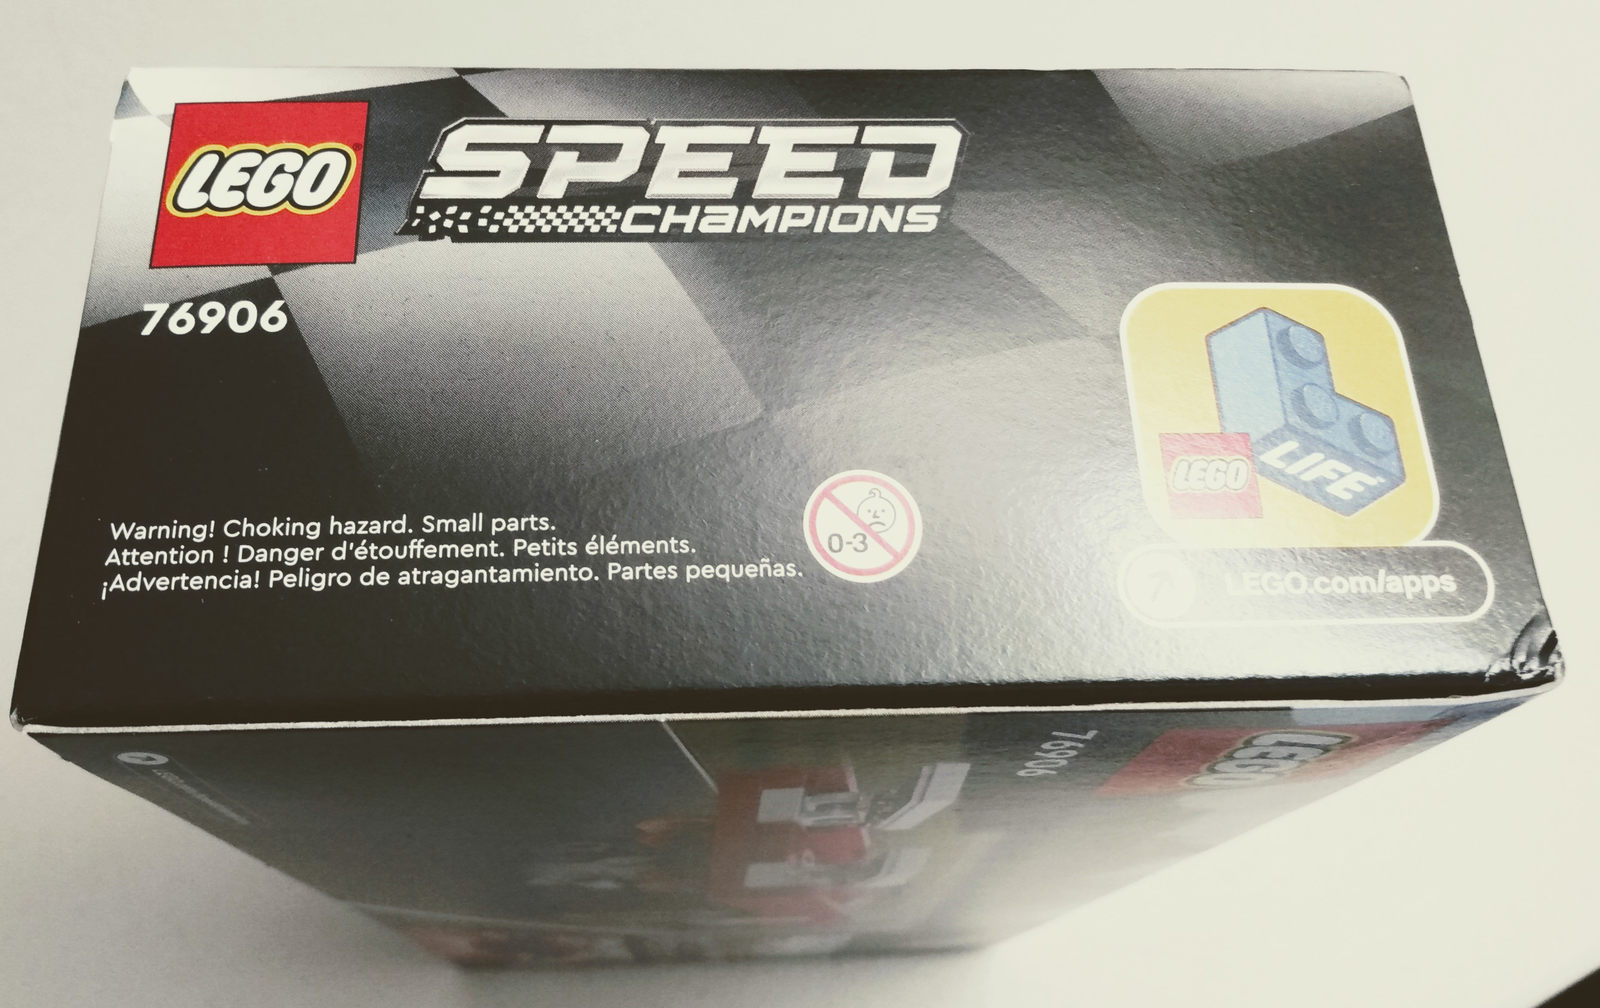 LEGO
SPEED
CHAMPIONS
76906
LEGO
LIFE
LEGO.com/apps
Warning! Choking hazard. Small parts.
Attention ! Danger d'étouffement. Petits éléments.
¡Advertencia! Peligro de atragantamiento. Partes pequeñas.
0-3
76906
LEGO